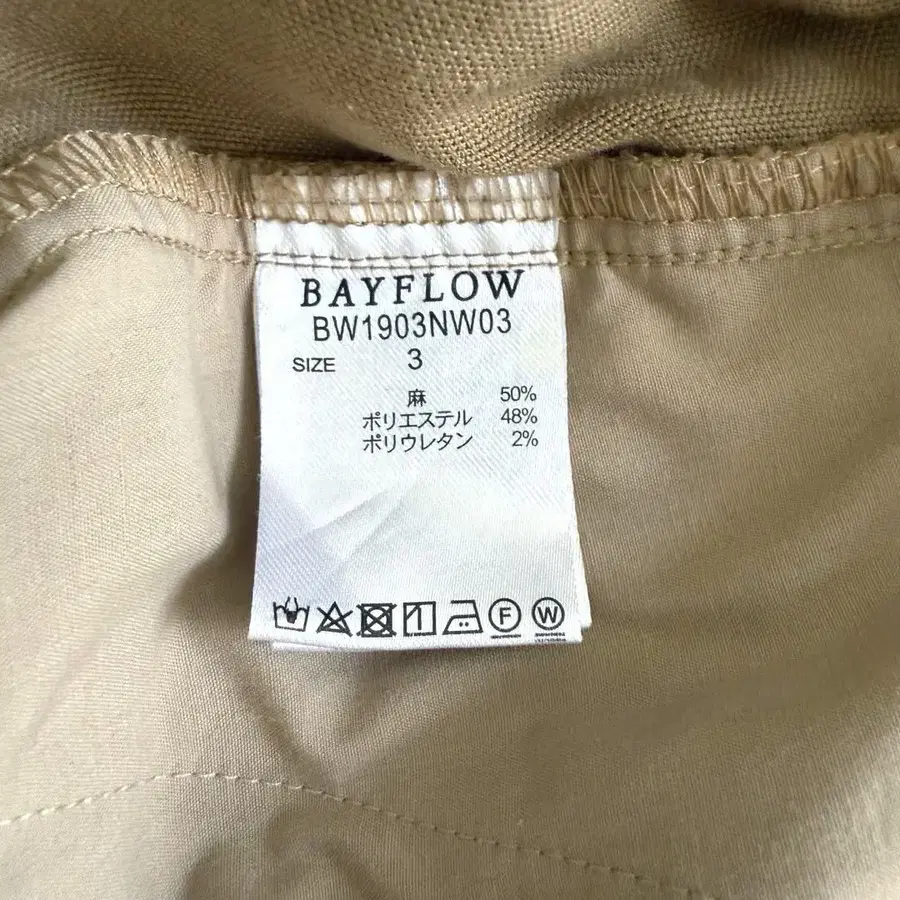 BAYFLOW
BW1903NW03
SIZE 3
麻 50%
ポリエステル 48%
ポリウレタン 2%
F W